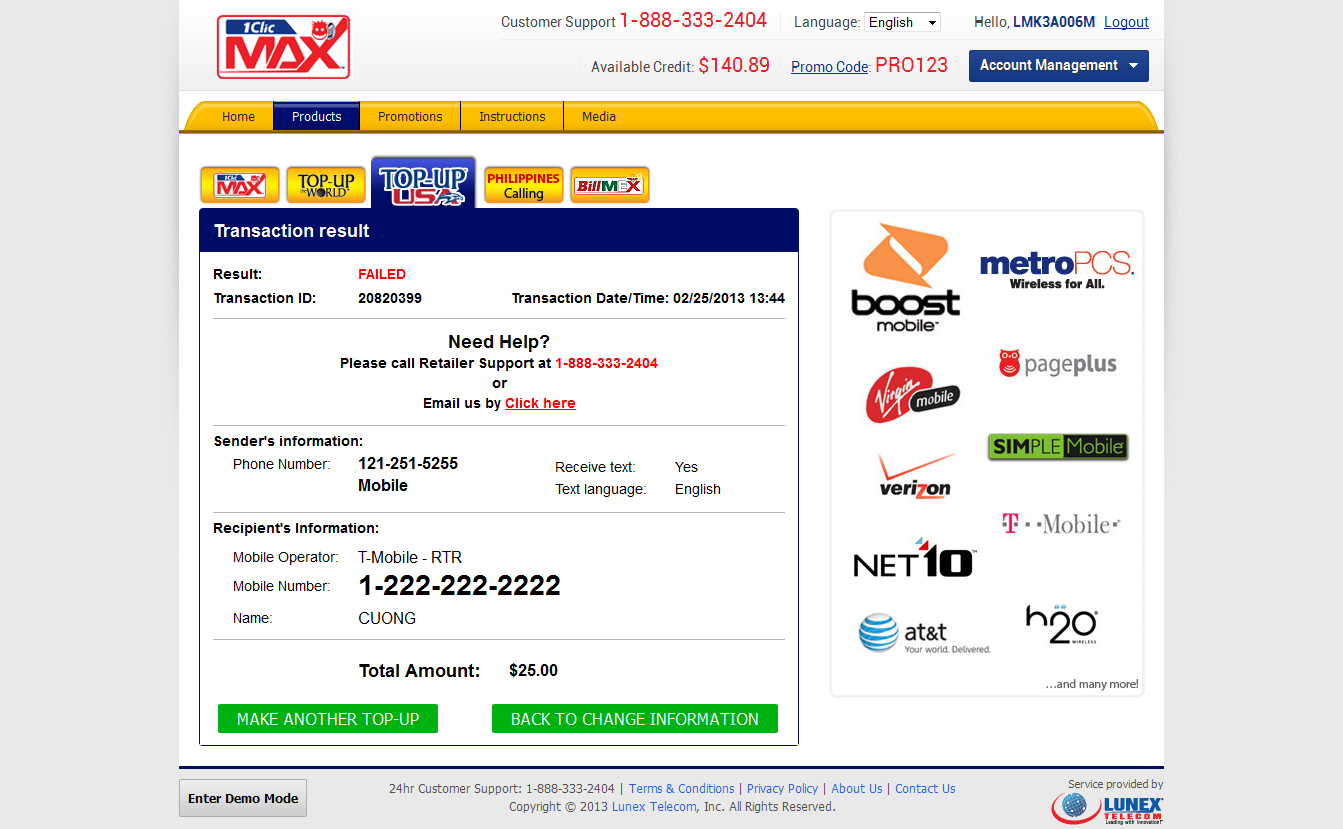 1Clic
MAX
Customer Support 1-888-333-2404
Language: English
Hello, LMK3A006M Logout
Available Credit: $140.89
Promo Code: PRO123
Account Management
Home Products Promotions Instructions Media
MAX
TOP-UP the WORLD
TOP-UP USA
PHILIPPINES Calling
BillMEX
Transaction result
Result: FAILED
Transaction ID: 20820399 Transaction Date/Time: 02/25/2013 13:44
Need Help?
Please call Retailer Support at 1-888-333-2404
or
Email us by Click here
Sender's information:
Phone Number: 121-251-5255 Receive text: Yes
Mobile Text language: English
Recipient's Information:
Mobile Operator: T-Mobile - RTR
Mobile Number: 1-222-222-2222
Name: CUONG
Total Amount: $25.00
MAKE ANOTHER TOP-UP BACK TO CHANGE INFORMATION
boost
mobile™
metroPCS.
Wireless for All.
pageplus
Virgin mobile
SIMPLE Mobile
verizon
T··Mobile·
NET10™
h2o
WIRELESS
at&t
Your world. Delivered.
...and many more!
Enter Demo Mode
24hr Customer Support: 1-888-333-2404 | Terms & Conditions | Privacy Policy | About Us | Contact Us
Copyright © 2013 Lunex Telecom, Inc. All Rights Reserved.
Service provided by
LUNEX
TELECOM
Leading with Innovation!